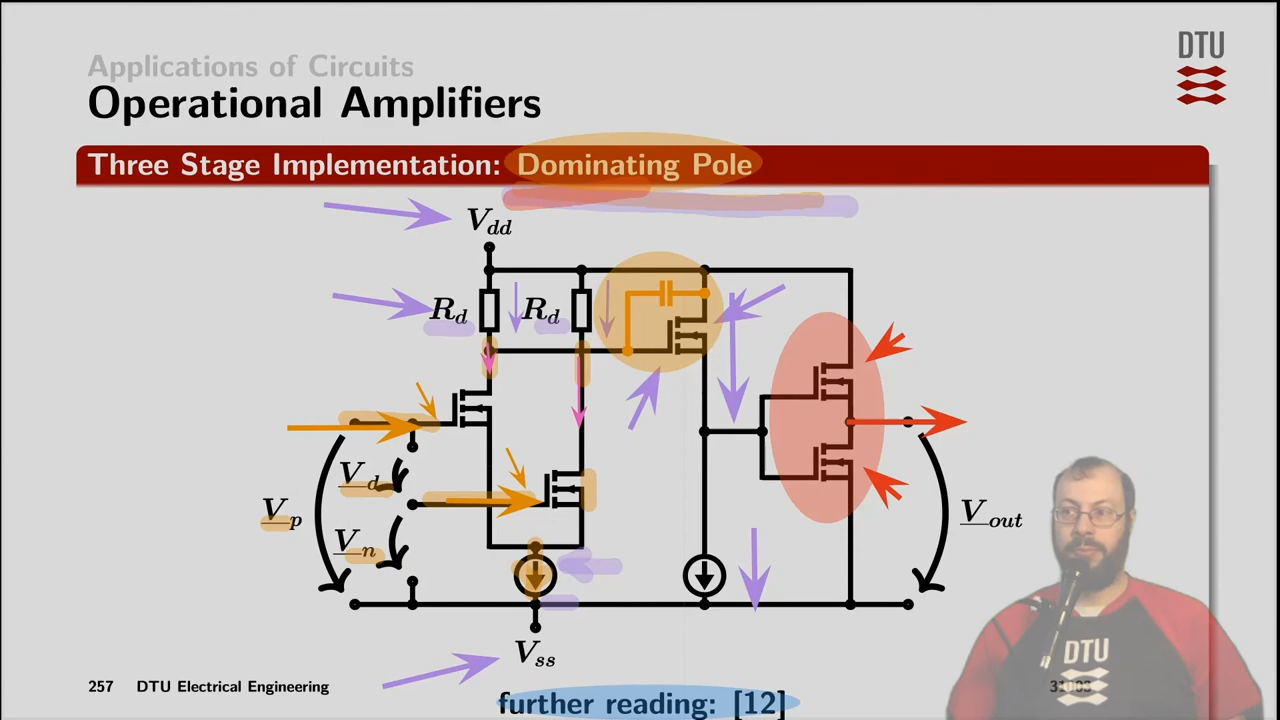 Applications of Circuits
DTU
Operational Amplifiers
Three Stage Implementation: Dominating Pole
Vdd
Rd Rd
Vd
Vp
Vn
Vout
Vss
DTU
257 DTU Electrical Engineering
further reading: [12]